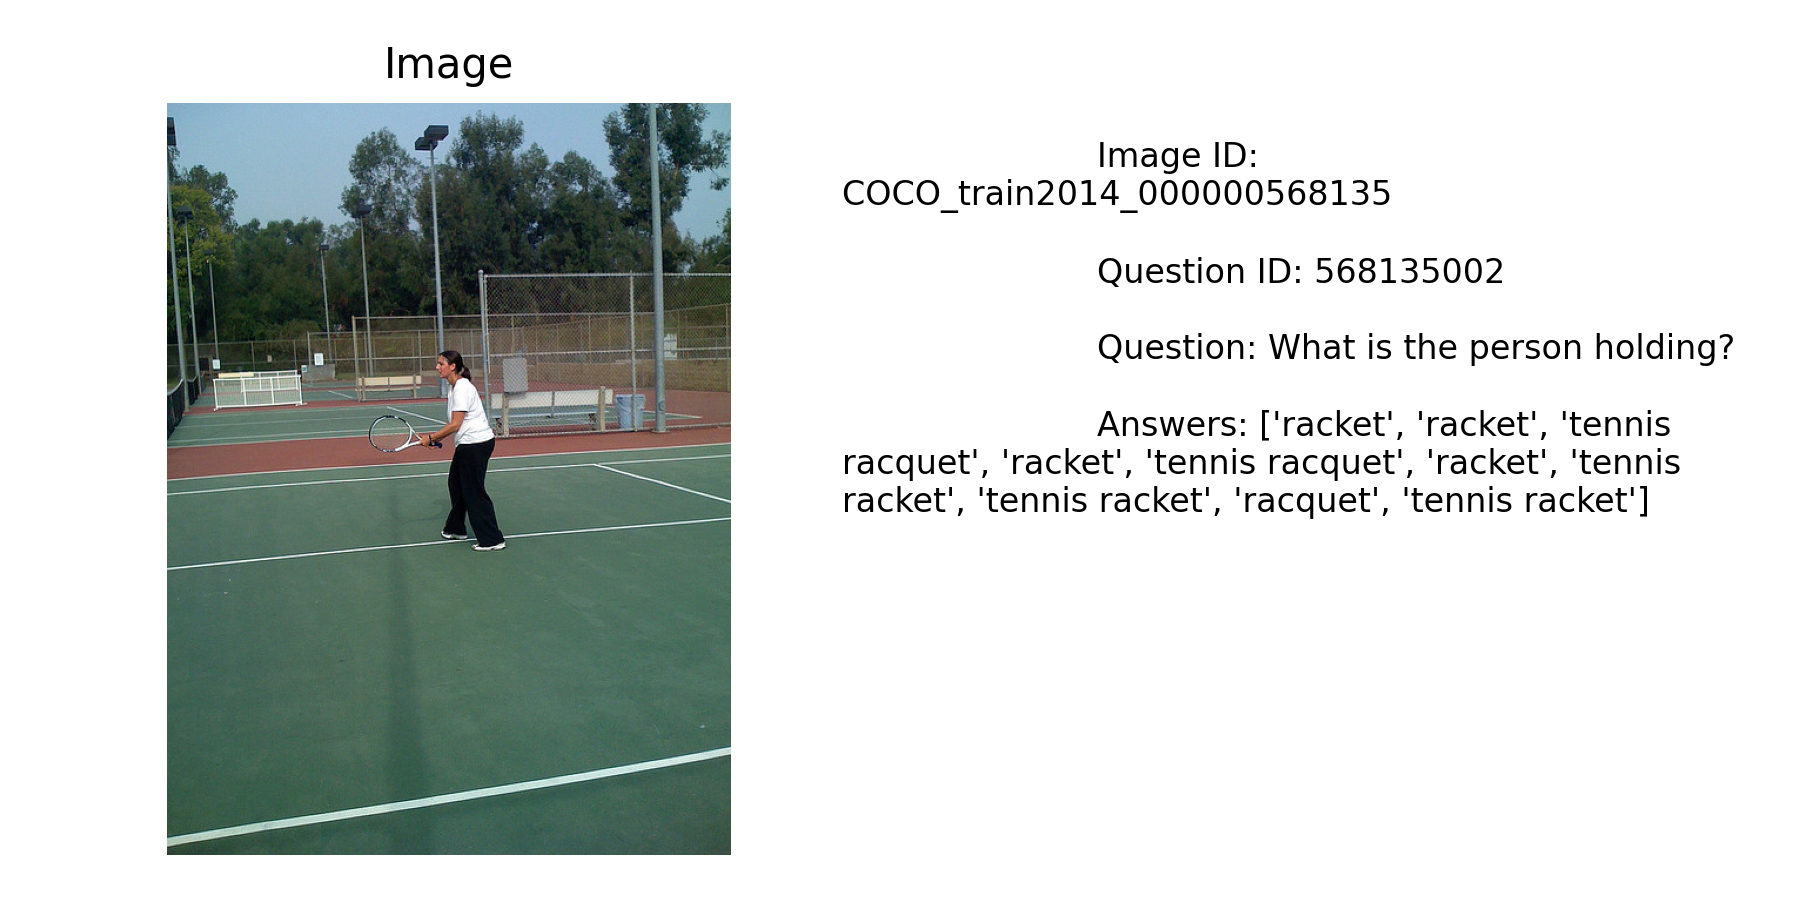 Image
Image ID:
COCO_train2014_000000568135
Question ID: 568135002
Question: What is the person holding?
Answers: ['racket', 'racket', 'tennis
racquet', 'racket', 'tennis racquet', 'racket', 'tennis
racket', 'tennis racket', 'racquet', 'tennis racket']